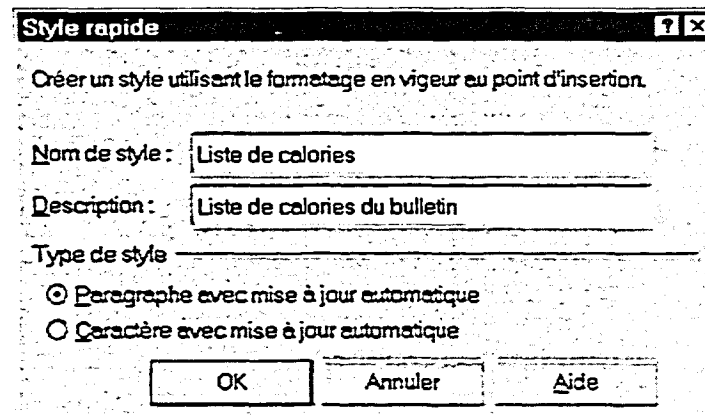 Style rapide
Créer un style utilisant le formatage en vigeur au point d'insertion.
Nom de style : Liste de calories
Description : Liste de calories du bulletin
Type de style
Paragraphe avec mise à jour automatique
Caractère avec mise à jour automatique
OK Annuler Aide